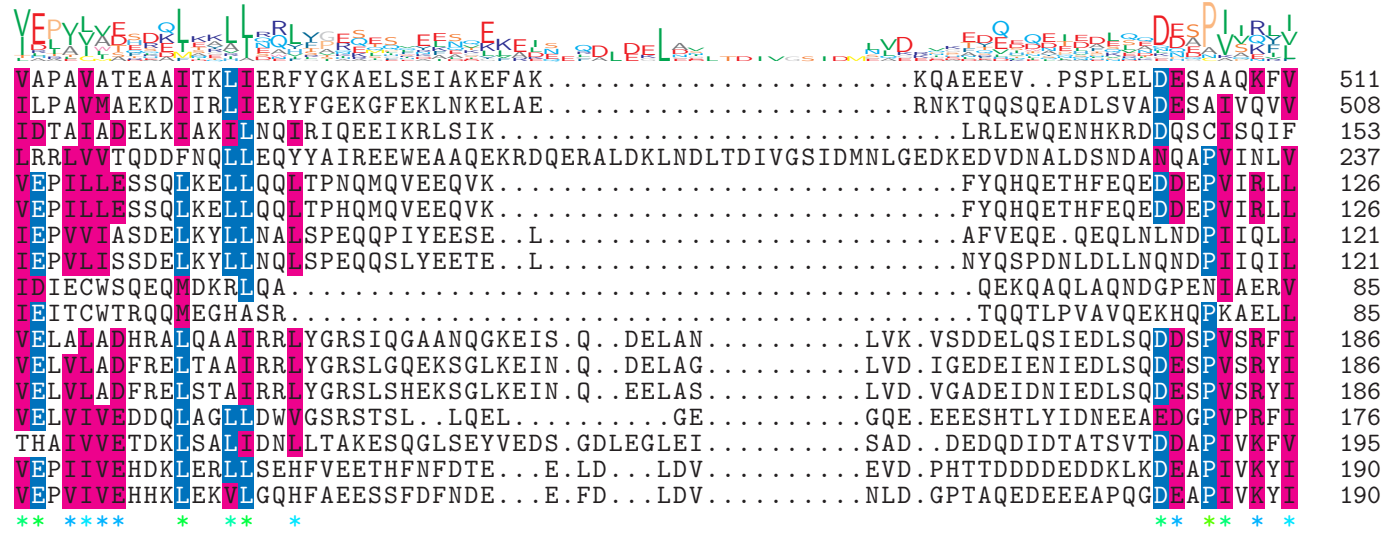 VAPAVATEAAITKLIERFYGKAELSEIAKEFAK.......................KQAEEEV..PSPLELDESAAQKFV 511
ILPAVMAEKDIIRLIERYFGEKGFEKLNKELAE.......................RNKTQQSQEADLSVADESAIVQVV 508
IDTAIADELKIAKILNQIRIQEEIKRLSIK.............................LRLEWQENHKRDDQSCISQIF 153
LRRLVVTQDDFNQLLEQYYAIREEWEAAQEKRDQERALDKLNDLTDIVGSIDMNLGEDKEDVDNALDSNDANQAPVINLV 237
VEPILLESSQLKELLQQLTPNQMQVEEQVK.............................FYQHQETHFEQEDDEPVIRLL 126
VEPILLESSQLKELLQQLTPHQMQVEEQVK.............................FYQHQETHFEQEDDEPVIRLL 126
IEPVVIASDELKYLLNALSPEQQPIYEESE..L..........................AFVEQE.QEQLNLNDPIIQLL 121
IEPVLISSDELKYLLNQLSPEQQSLYEETE..L..........................NYQSPDNLDLLNQNDPIIQIL 121
IDIECWSQEQMDKRLQA...........................................QEKQAQLAQNDGPENIAERV 85
IEITCWTRQQMEGHASR...........................................TQQTLPVAVQEKHQPKAELL 85
VELALADHRALQAAIRRLYGRSIQGAANQGKEIS.Q..DELAN..........LVK.VSDDELQSIEDLSQDDSPVSRFI 186
VELVLADFRELTAAIRRLYGRSLGQEKSGLKEIN.Q..DELAG..........LVD.IGEDEIENIEDLSQDESPVSRYI 186
VELVLADFRELSTAIRRLYGRSLSHEKSGLKEIN.Q..EELAS..........LVD.VGADEIDNIEDLSQDESPVSRYI 186
VELVIVEDDQLAGLLDWVGSRSTSL..LQEL..........GE..........GQE.EEESHTLYIDNEEAEDGPVPRFI 176
THAIVVETDKLSALIDNLLTAKESQGLSEYVEDS.GDLEGLEI..........SAD..DEDQDIDTATSVTDDAPIVKFV 195
VEPIIVEHDKLERLLSEHFVEETHFNFDTE...E.LD...LDV..........EVD.PHTTDDDDEDDKLKDEAPIVKYI 190
VEPVIVEHHKLEKVLGQHFAEESSFDFNDE...E.FD...LDV..........NLD.GPTAQEDEEEAPQGDEAPIVKYI 190
** **** * ** * ** ** * *